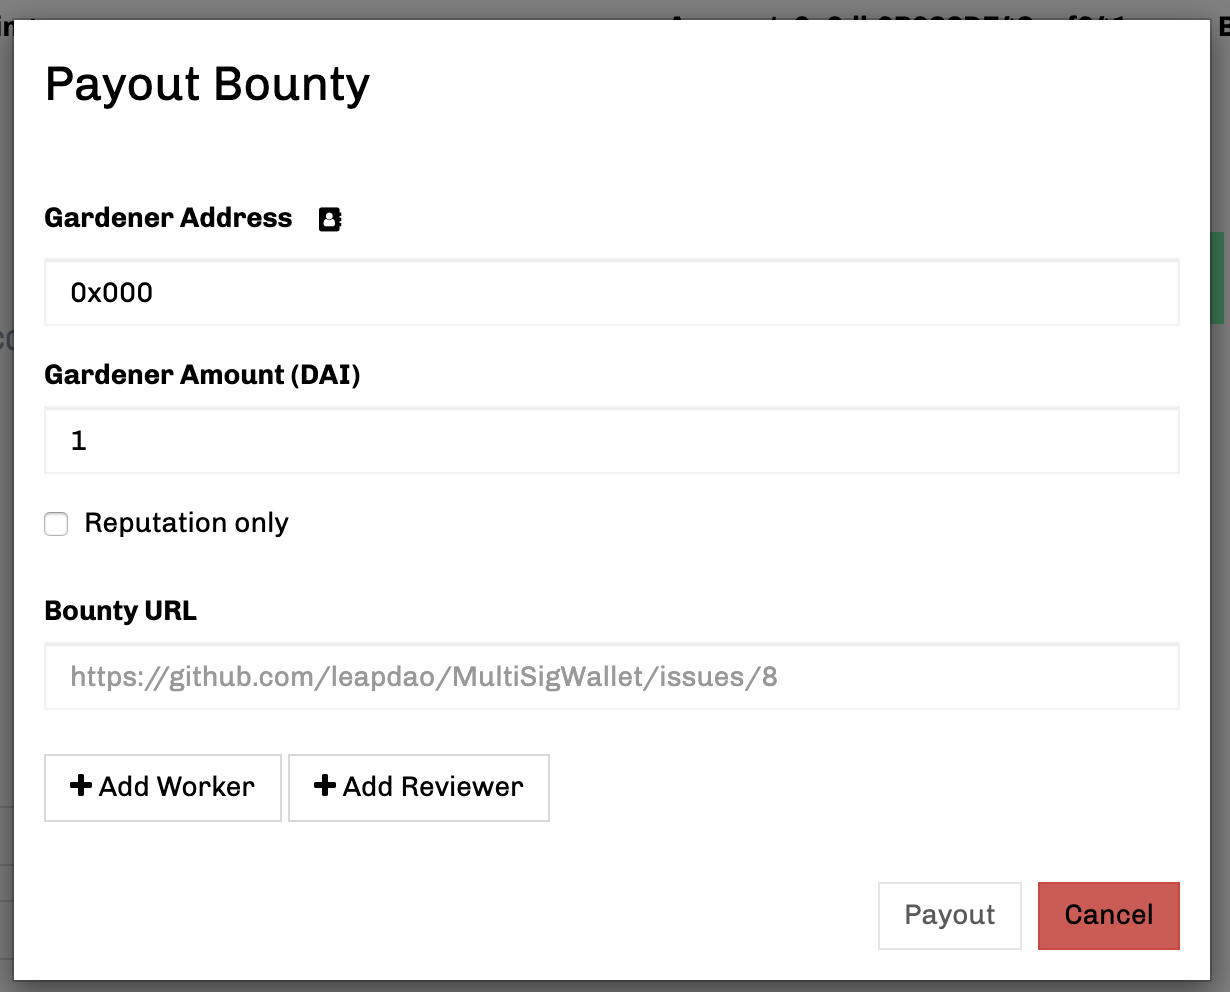 Payout Bounty
Gardener Address
0x000
Gardener Amount (DAI)
1
Reputation only
Bounty URL
https://github.com/leapdao/MultiSigWallet/issues/8
Add Worker Add Reviewer
Payout Cancel